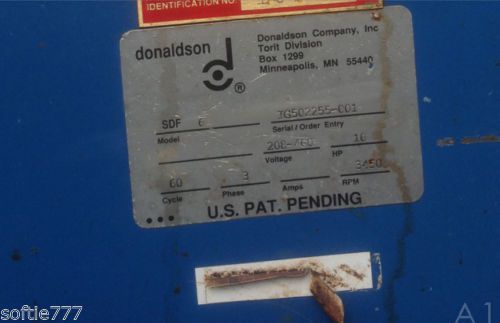 IDENTIFICATION NO.
donaldson
Donaldson Company, Inc
Torit Division
Box 1299
Minneapolis, MN 55440
®
SDF 6
TG502255-001
Model
Serial / Order Entry
208-460
10
Voltage
HP
60
3
3450
Cycle
Phase
Amps
RPM
U.S. PAT. PENDING
softie777
A1